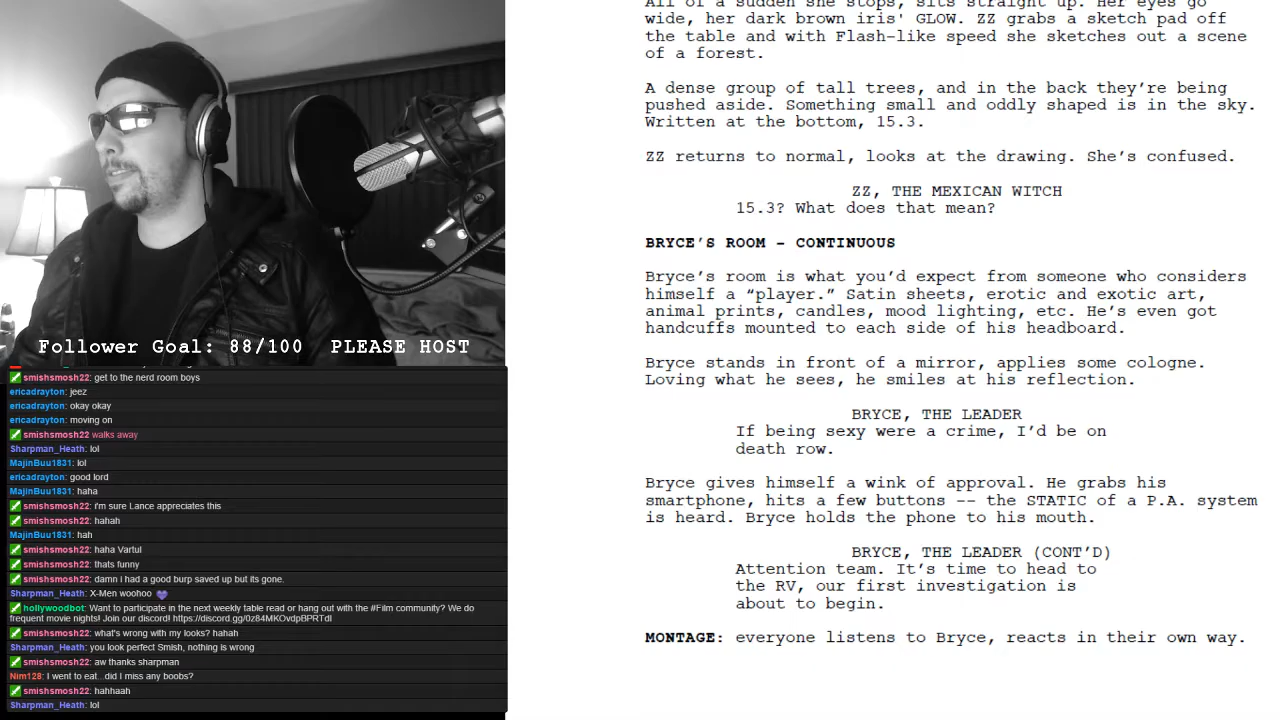 All of a sudden she stops, sits straight up. Her eyes go
wide, her dark brown iris' GLOW. ZZ grabs a sketch pad off
the table and with Flash-like speed she sketches out a scene
of a forest.
A dense group of tall trees, and in the back they’re being
pushed aside. Something small and oddly shaped is in the sky.
Written at the bottom, 15.3.
ZZ returns to normal, looks at the drawing. She’s confused.
ZZ, THE MEXICAN WITCH
15.3? What does that mean?
BRYCE’S ROOM – CONTINUOUS
Bryce’s room is what you’d expect from someone who considers
himself a “player.” Satin sheets, erotic and exotic art,
animal prints, candles, mood lighting, etc. He’s even got
handcuffs mounted to each side of his headboard.
Bryce stands in front of a mirror, applies some cologne.
Loving what he sees, he smiles at his reflection.
BRYCE, THE LEADER
If being sexy were a crime, I’d be on
death row.
Bryce gives himself a wink of approval. He grabs his
smartphone, hits a few buttons -- the STATIC of a P.A. system
is heard. Bryce holds the phone to his mouth.
BRYCE, THE LEADER (CONT’D)
Attention team. It’s time to head to
the RV, our first investigation is
about to begin.
MONTAGE: everyone listens to Bryce, reacts in their own way.
Follower Goal: 88/100 PLEASE HOST
smishsmosh22: get to the nerd room boys
ericadrayton: jeez
ericadrayton: okay okay
ericadrayton: moving on
smishsmosh22 walks away
Sharpman_Heath: lol
MajinBuu1831: lol
ericadrayton: good lord
MajinBuu1831: haha
smishsmosh22: i'm sure Lance appreciates this
smishsmosh22: hahah
MajinBuu1831: hah
smishsmosh22: haha Vartul
smishsmosh22: thats funny
smishsmosh22: damn i had a good burp saved up but its gone.
Sharpman_Heath: X-Men woohoo
hollywoodbot: Want to participate in the next weekly table read or hang out with the #Film community? We do
frequent movie nights! Join our discord! https://discord.gg/0z84MKOvdpBPRTdI
smishsmosh22: what's wrong with my looks? hahah
Sharpman_Heath: you look perfect Smish, nothing is wrong
smishsmosh22: aw thanks sharpman
Nim128: I went to eat...did I miss any boobs?
smishsmosh22: hahhaah
Sharpman_Heath: lol